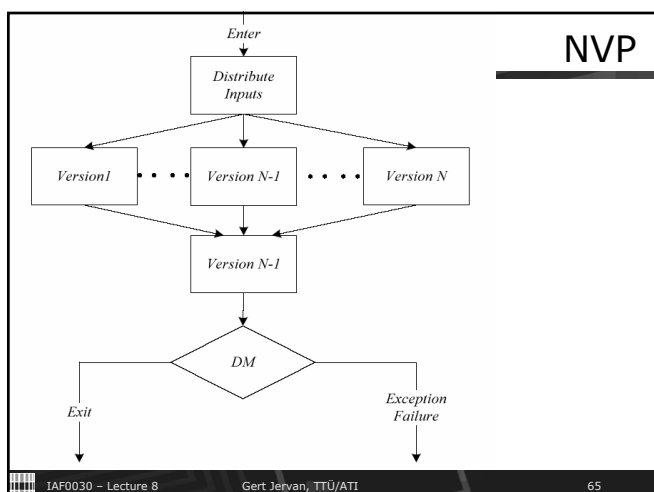 NVP
Enter
Distribute
Inputs
Version1
Version N-1
Version N
Version N-1
DM
Exit
Exception
Failure
IAF0030 – Lecture 8 Gert Jervan, TTÜ/ATI 65